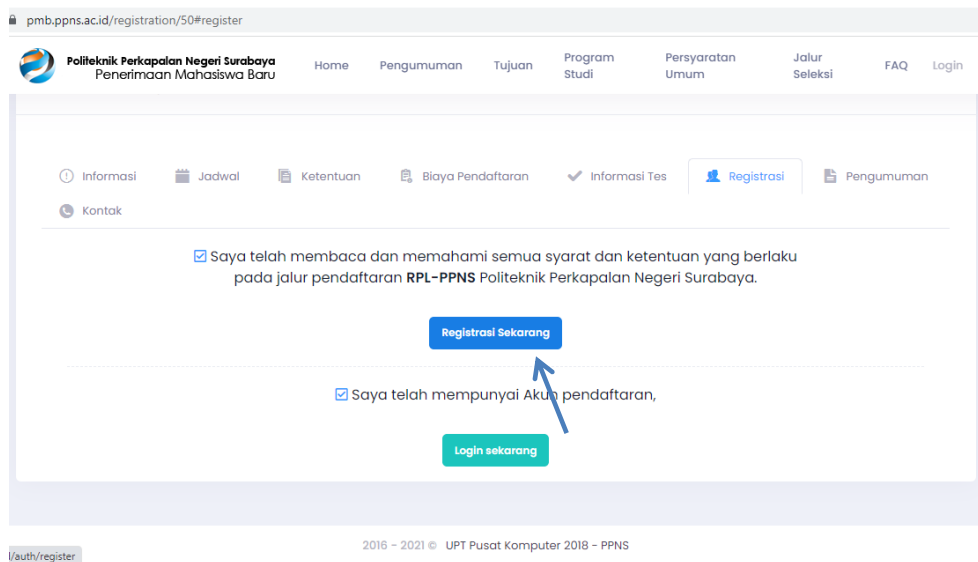 pmb.ppns.ac.id/registration/50#register
Politeknik Perkapalan Negeri Surabaya
Penerimaan Mahasiswa Baru
Home
Pengumuman
Tujuan
Program
Studi
Persyaratan
Umum
Jalur
Seleksi
FAQ
Login
Informasi
Jadwal
Ketentuan
Biaya Pendaftaran
Informasi Tes
Registrasi
Pengumuman
Kontak
Saya telah membaca dan memahami semua syarat dan ketentuan yang berlaku
pada jalur pendaftaran RPL-PPNS Politeknik Perkapalan Negeri Surabaya.
Registrasi Sekarang
Saya telah mempunyai Akun pendaftaran,
Login sekarang
2016 - 2021 © UPT Pusat Komputer 2018 - PPNS
/auth/register